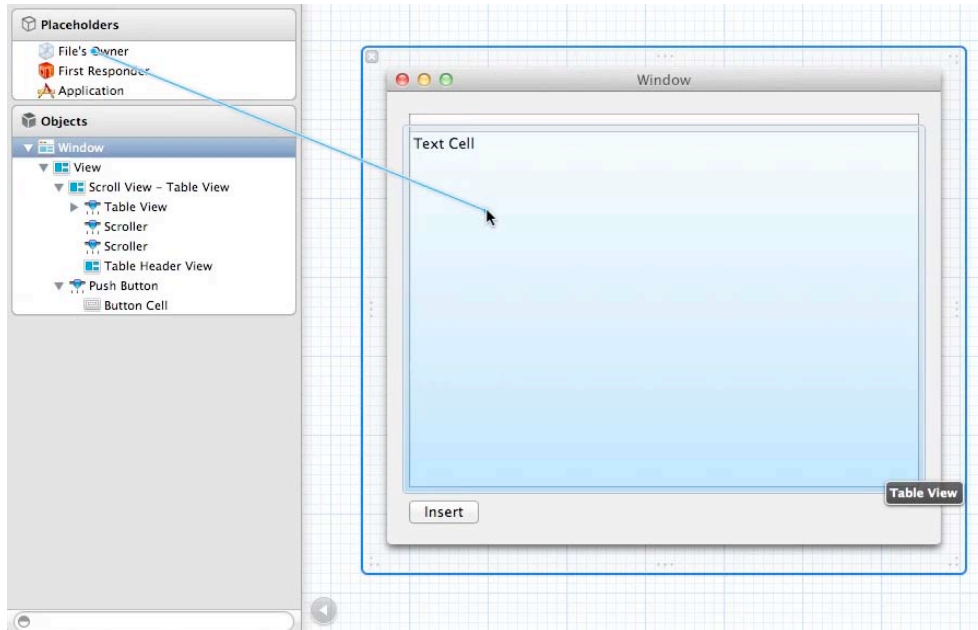 Placeholders
File's Owner
First Responder
Application
Objects
Window
View
Scroll View – Table View
Table View
Scroller
Scroller
Table Header View
Push Button
Button Cell
Window
Text Cell
Table View
Insert